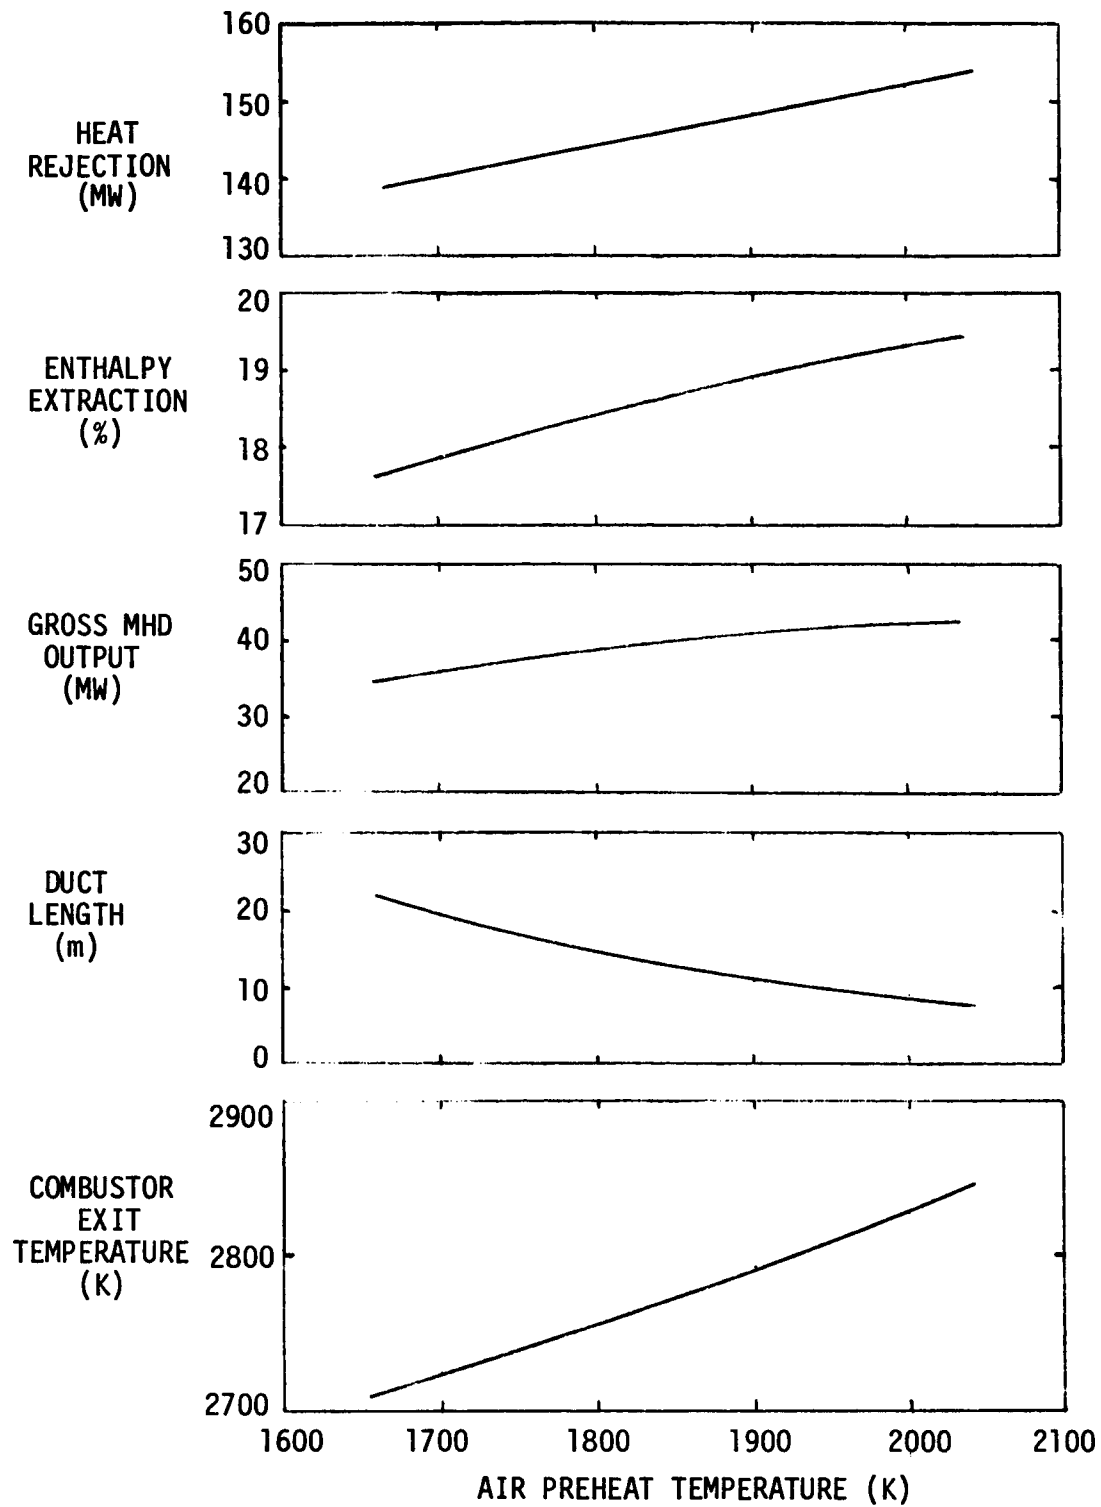 160
150
140
130
HEAT
REJECTION
(MW)
20
19
18
17
ENTHALPY
EXTRACTION
(%)
50
40
30
20
GROSS MHD
OUTPUT
(MW)
30
20
10
0
DUCT
LENGTH
(m)
2900
2800
2700
COMBUSTOR
EXIT
TEMPERATURE
(K)
1600 1700 1800 1900 2000 2100
AIR PREHEAT TEMPERATURE (K)